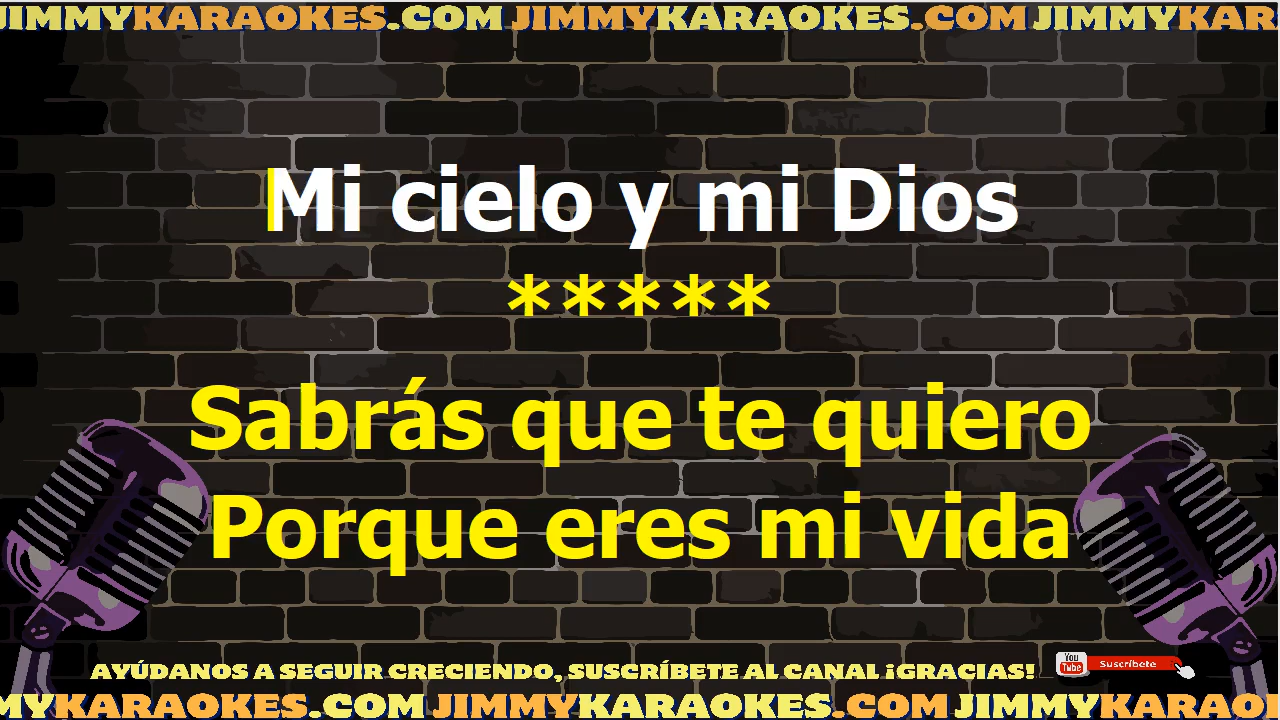 JIMMYKARAOKES.COM JIMMYKARAOKES.COM JIMMYKAR
Mi cielo y mi Dios
*****
Sabrás que te quiero
Porque eres mi vida
AYÚDANOS A SEGUIR CRECIENDO, SUSCRÍBETE AL CANAL ¡GRACIAS!
You Tube Suscríbete
MYKARAOKES.COM JIMMYKARAOKES.COM JIMMYKARAO